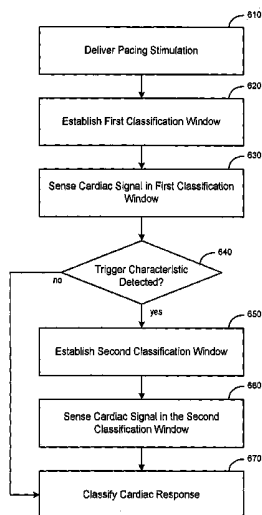 610
Deliver Pacing Stimulation
620
Establish First Classification Window
630
Sense Cardiac Signal in First Classification
Window
640
Trigger Characteristic
Detected?
no
yes
650
Establish Second Classification Window
660
Sense Cardiac Signal in the Second
Classification Window
670
Classify Cardiac Response